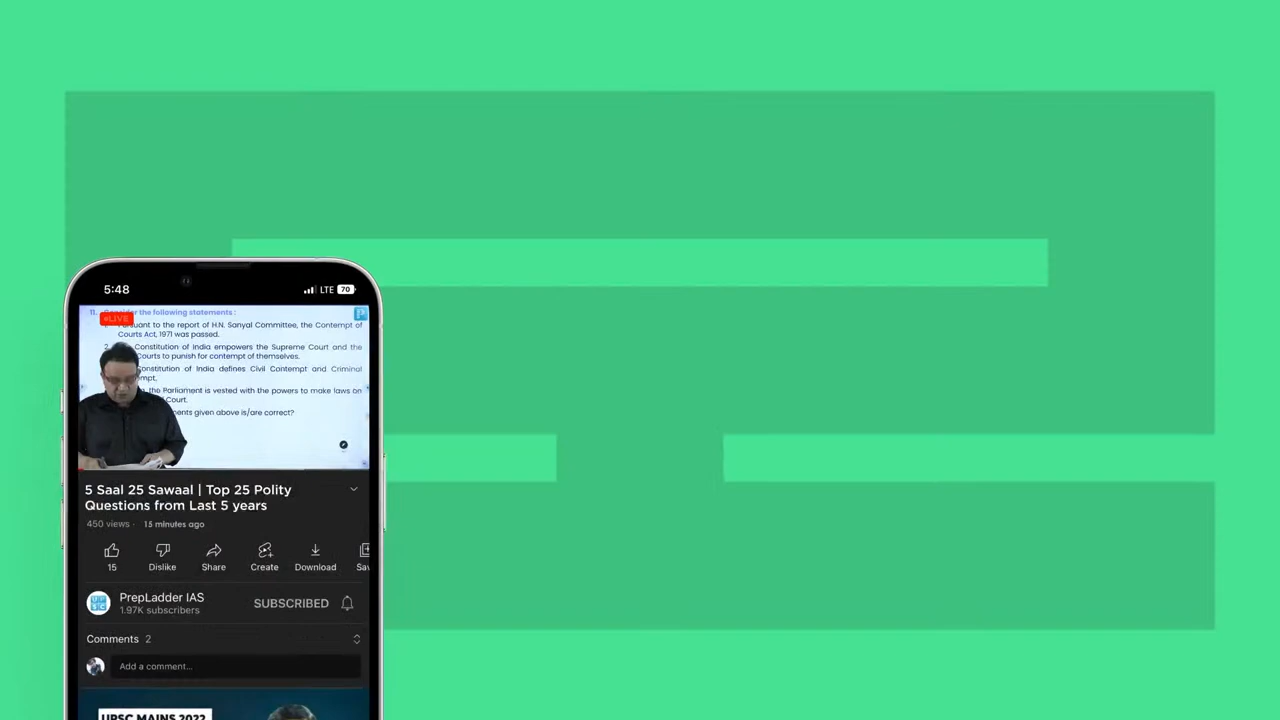 5:48
LTE 70
LIVE
11. Consider the following statements :
Pursuant to the report of H.N. Sanyal Committee, the Contempt of
Courts Act, 1971 was passed.
2. Constitution of India empowers the Supreme Court and the
Courts to punish for contempt of themselves.
Constitution of India defines Civil Contempt and Criminal
the Parliament is vested with the powers to make laws on
Court.
given above is/are correct?
5 Saal 25 Sawaal | Top 25 Polity
Questions from Last 5 years
450 views · 15 minutes ago
15 Dislike Share Create Download Sav
UPSC
PrepLadder IAS
1.97K subscribers
SUBSCRIBED
Comments 2
Add a comment...
UPSC MAINS 2022